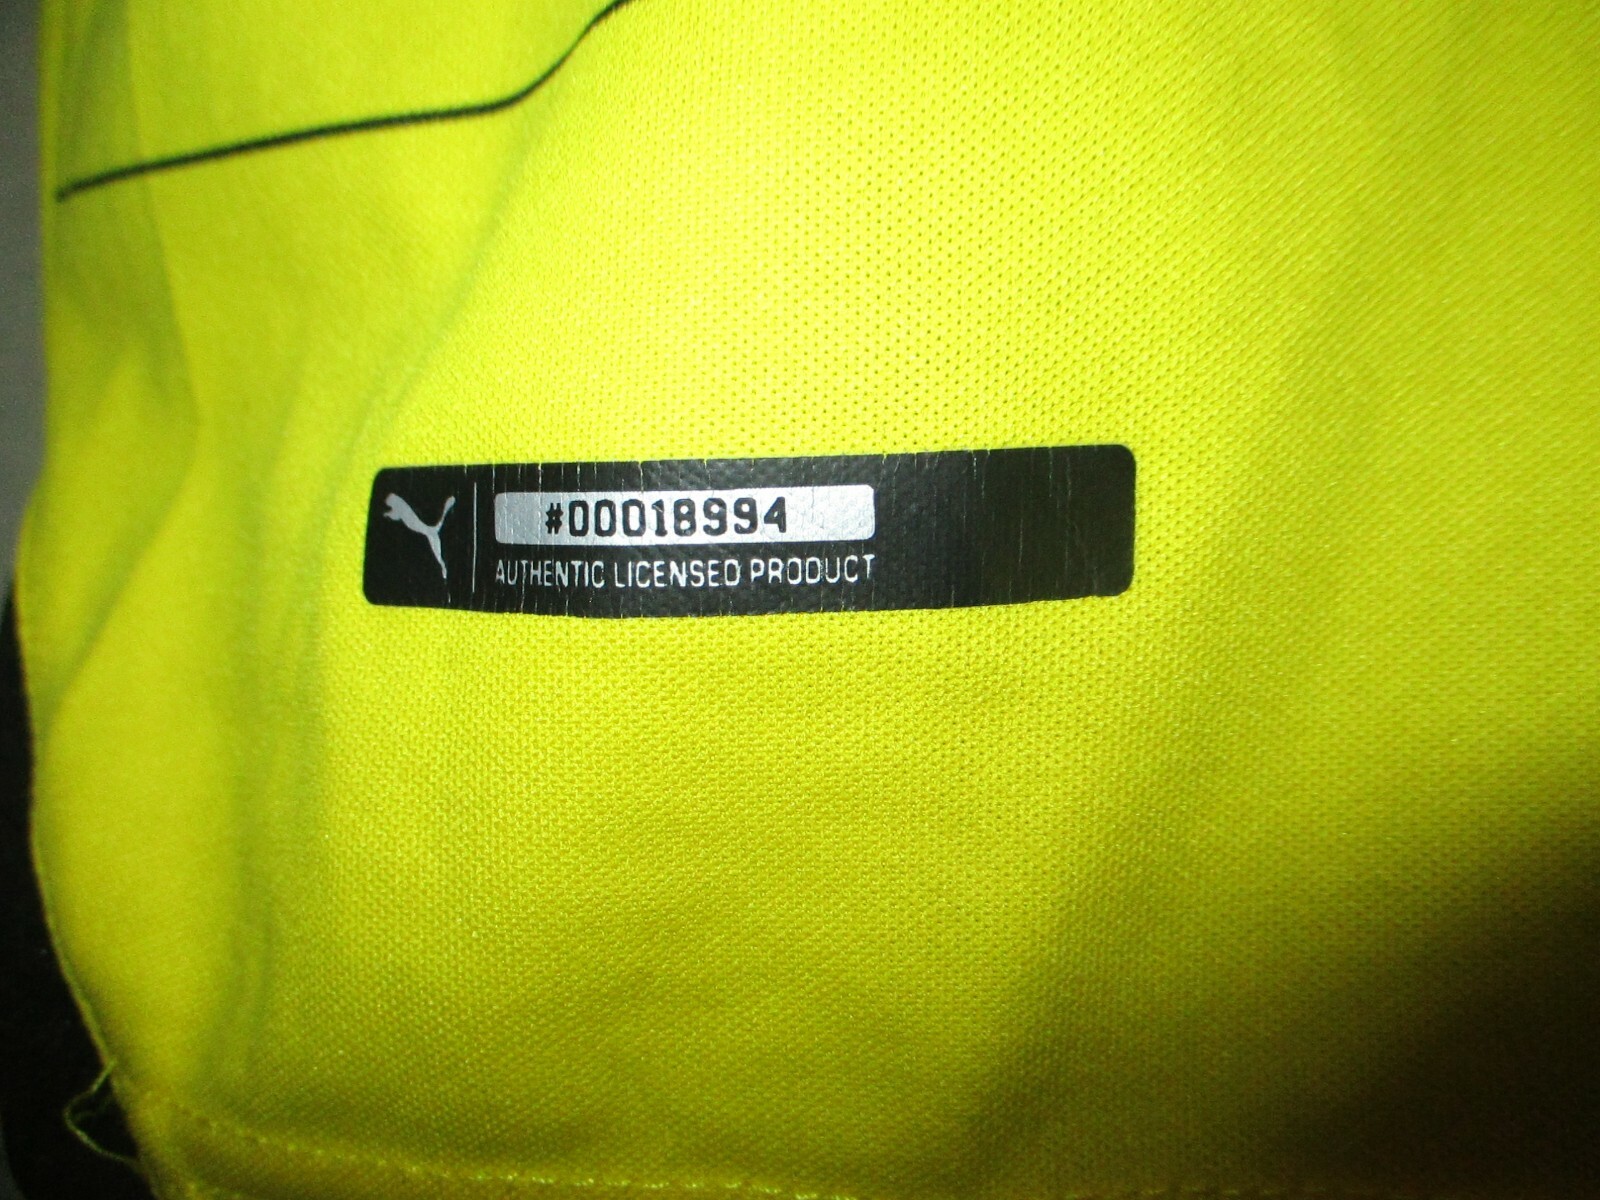 #00018994
AUTHENTIC LICENSED PRODUCT